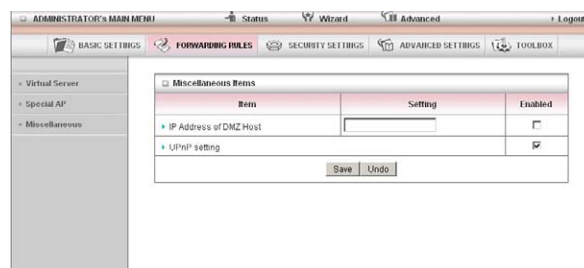 ADMINISTRATOR's MAIN MENU Status Wizard Advanced Logout
BASIC SETTINGS FORWARDING RULES SECURITY SETTINGS ADVANCED SETTINGS TOOLBOX
Virtual Server
Special AP
Miscellaneous
Miscellaneous Items
Item Setting Enabled
IP Address of DMZ Host
UPnP setting
Save Undo